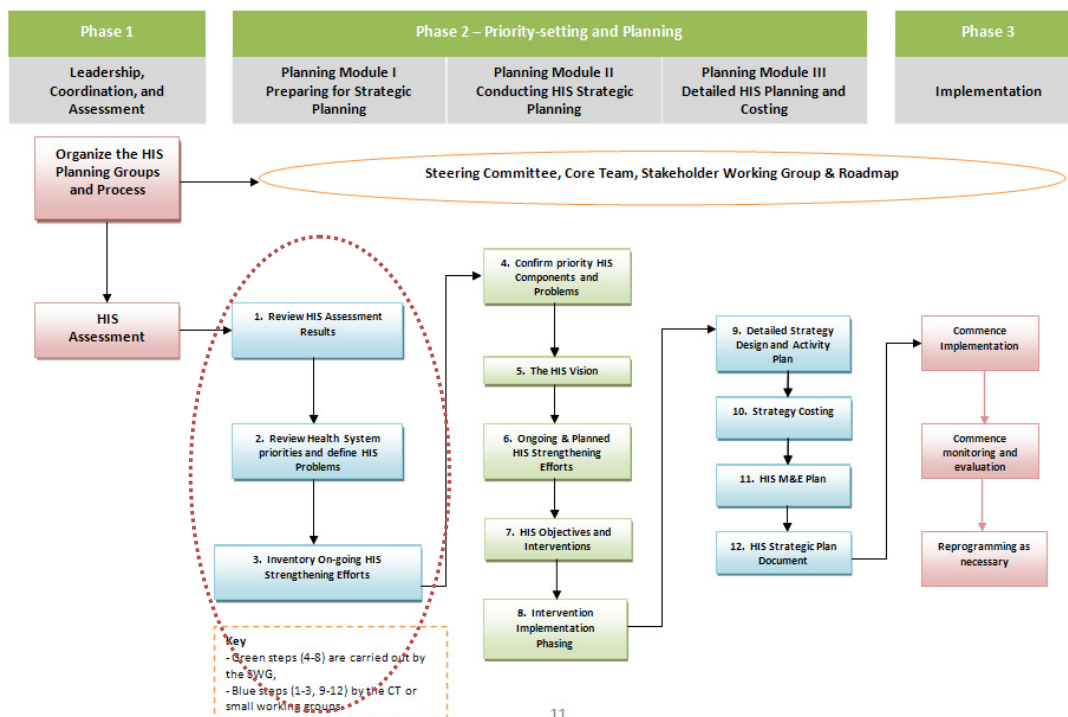 Phase 1
Phase 2 – Priority-setting and Planning
Phase 3
Leadership,
Coordination, and
Assessment
Planning Module I
Preparing for Strategic
Planning
Planning Module II
Conducting HIS Strategic
Planning
Planning Module III
Detailed HIS Planning and
Costing
Implementation
Organize the HIS
Planning Groups
and Process
Steering Committee, Core Team, Stakeholder Working Group & Roadmap
HIS
Assessment
1. Review HIS Assessment
Results
2. Review Health System
priorities and define HIS
Problems
3. Inventory On-going HIS
Strengthening Efforts
4. Confirm priority HIS
Components and
Problems
5. The HIS Vision
6. Ongoing & Planned
HIS Strengthening
Efforts
7. HIS Objectives and
Interventions
8. Intervention
Implementation
Phasing
9. Detailed Strategy
Design and Activity
Plan
10. Strategy Costing
11. HIS M&E Plan
12. HIS Strategic Plan
Document
Commence
Implementation
Commence
monitoring and
evaluation
Reprogramming as
necessary
Key
- Green steps (4-8) are carried out by
the SWG,
- Blue steps (1-3, 9-12) by the CT or
small working groups.
11